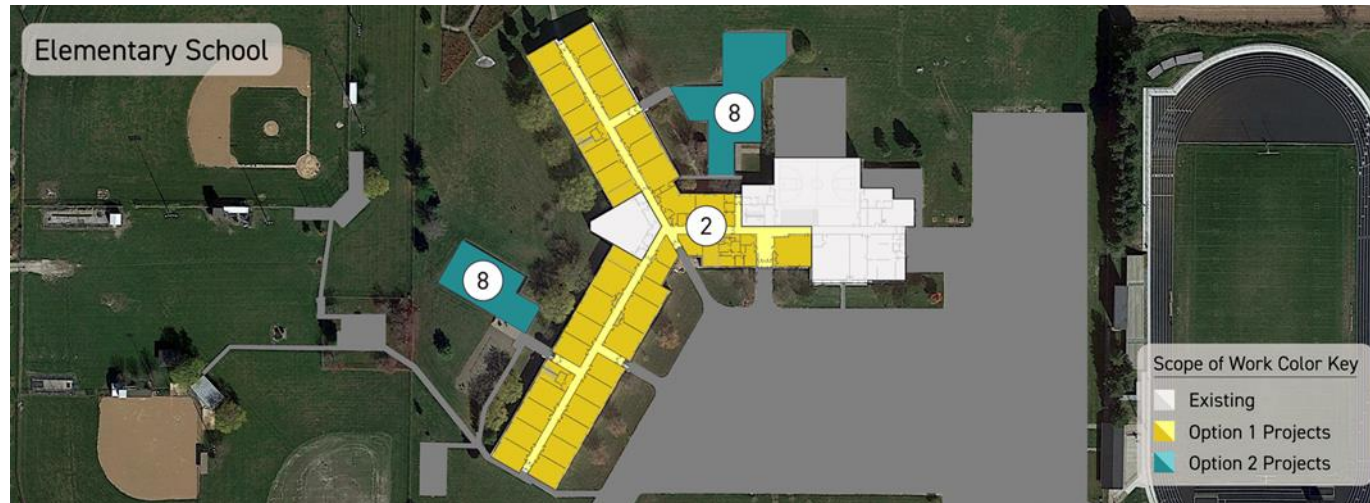 Elementary School
8
2
8
Scope of Work Color Key
Existing
Option 1 Projects
Option 2 Projects